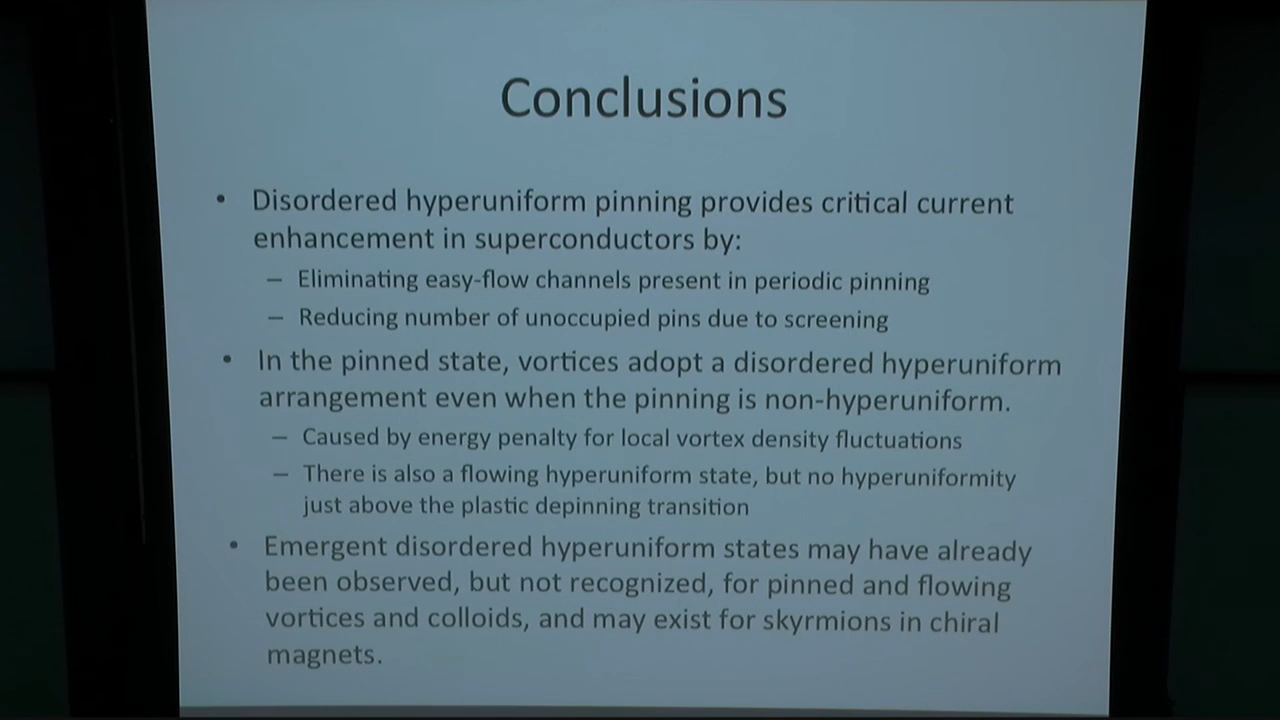 Conclusions
• Disordered hyperuniform pinning provides critical current
enhancement in superconductors by:
– Eliminating easy-flow channels present in periodic pinning
– Reducing number of unoccupied pins due to screening
• In the pinned state, vortices adopt a disordered hyperuniform
arrangement even when the pinning is non-hyperuniform.
– Caused by energy penalty for local vortex density fluctuations
– There is also a flowing hyperuniform state, but no hyperuniformity
just above the plastic depinning transition
• Emergent disordered hyperuniform states may have already
been observed, but not recognized, for pinned and flowing
vortices and colloids, and may exist for skyrmions in chiral
magnets.